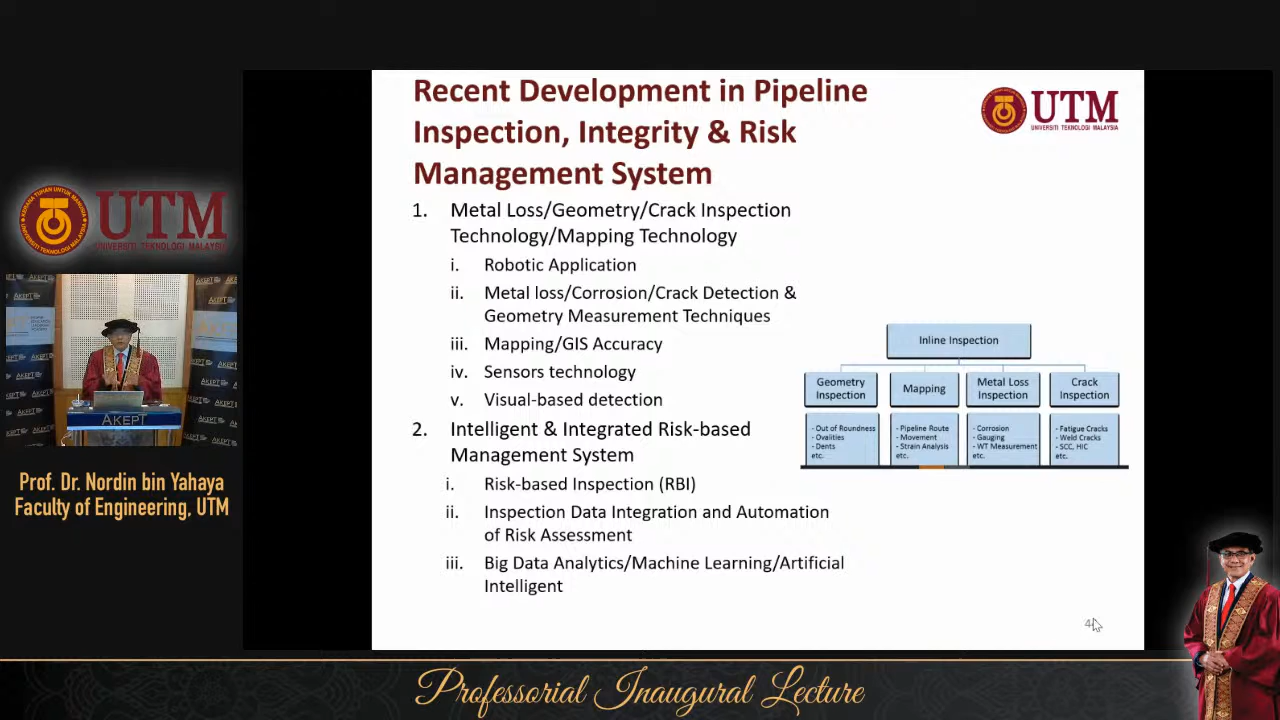 Recent Development in Pipeline
Inspection, Integrity & Risk
Management System
UTM
UNIVERSITI TEKNOLOGI MALAYSIA
1. Metal Loss/Geometry/Crack Inspection
Technology/Mapping Technology
i. Robotic Application
ii. Metal loss/Corrosion/Crack Detection &
Geometry Measurement Techniques
iii. Mapping/GIS Accuracy
iv. Sensors technology
v. Visual-based detection
2. Intelligent & Integrated Risk-based
Management System
i. Risk-based Inspection (RBI)
ii. Inspection Data Integration and Automation
of Risk Assessment
iii. Big Data Analytics/Machine Learning/Artificial
Intelligent
Inline Inspection
Geometry
Inspection
Mapping
Metal Loss
Inspection
Crack
Inspection
- Out of Roundness
- Ovalities
- Dents
etc.
- Pipeline Route
- Movement
- Strain Analysis
etc.
- Corrosion
- Gauging
- WT Measurement
etc.
- Fatigue Cracks
- Weld Cracks
- SCC, HIC
etc.
UTM
UNIVERSITI TEKNOLOGI MALAYSIA
AKEPT
Prof. Dr. Nordin bin Yahaya
Faculty of Engineering, UTM
Professorial Inaugural Lecture